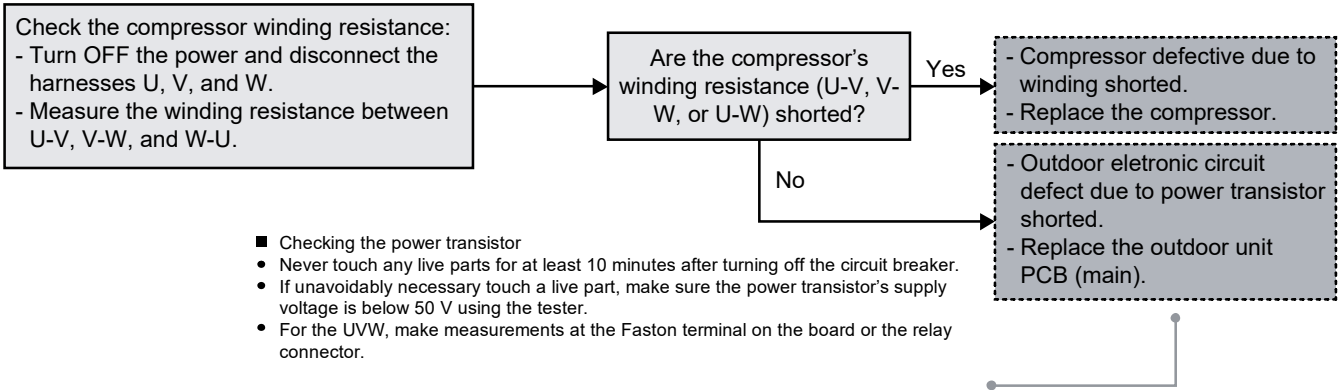 Check the compressor winding resistance:
- Turn OFF the power and disconnect the
harnesses U, V, and W.
- Measure the winding resistance between
U-V, V-W, and W-U.
Are the compressor's
winding resistance (U-V, V-
W, or U-W) shorted?
Yes
- Compressor defective due to
winding shorted.
- Replace the compressor.
No
- Outdoor eletronic circuit
defect due to power transistor
shorted.
- Replace the outdoor unit
PCB (main).
■ Checking the power transistor
• Never touch any live parts for at least 10 minutes after turning off the circuit breaker.
• If unavoidably necessary touch a live part, make sure the power transistor's supply
voltage is below 50 V using the tester.
• For the UVW, make measurements at the Faston terminal on the board or the relay
connector.